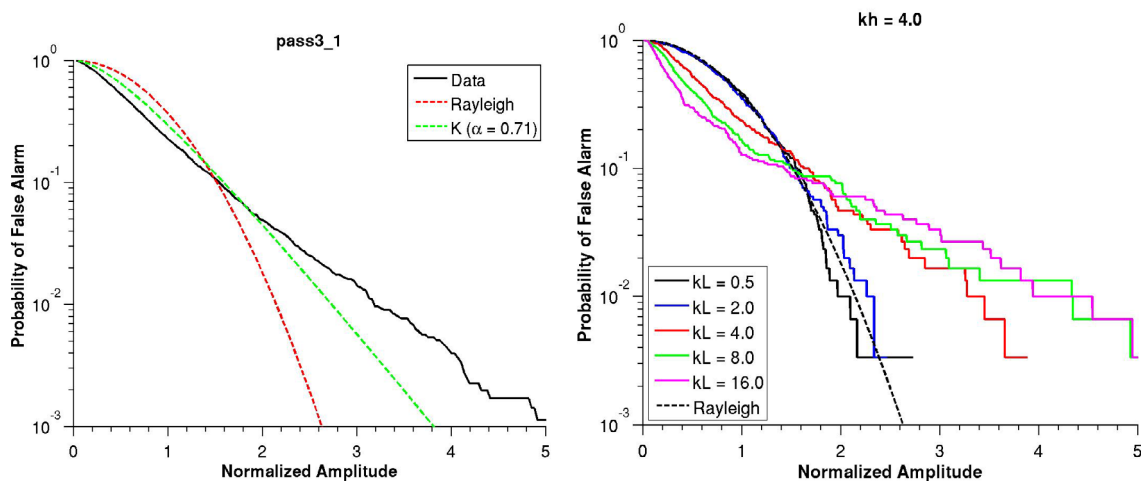 pass3_1
10^0
10^-1
10^-2
10^-3
Probability of False Alarm
Data
Rayleigh
K (α = 0.71)
0 1 2 3 4 5
Normalized Amplitude
kh = 4.0
10^0
10^-1
10^-2
10^-3
Probability of False Alarm
kL = 0.5
kL = 2.0
kL = 4.0
kL = 8.0
kL = 16.0
Rayleigh
0 1 2 3 4 5
Normalized Amplitude